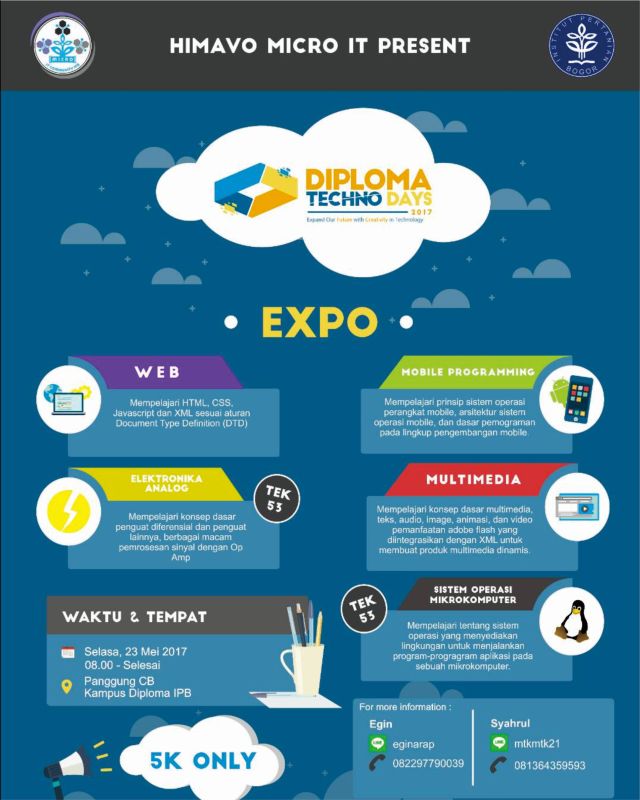 HIMAVO MICRO IT PRESENT
MICRO
INSTITUT PERTANIAN
BOGOR
DIPLOMA
TECHNO DAYS
2017
Expand Our Future with Creativity in Technology
EXPO
WEB
Mempelajari HTML, CSS,
Javascript dan XML sesuai aturan
Document Type Definition (DTD)
MOBILE PROGRAMMING
Mempelajari prinsip sistem operasi
perangkat mobile, arsitektur sistem
operasi mobile, dan dasar pemograman
pada lingkup pengembangan mobile.
ELEKTRONIKA
ANALOG
TEK
53
Mempelajari konsep dasar
penguat diferensial dan penguat
lainnya, berbagai macam
pemrosesan sinyal dengan Op
Amp
MULTIMEDIA
Mempelajari konsep dasar multimedia,
teks, audio, image, animasi, dan video
pemanfaatan adobe flash yang
diintegrasikan dengan XML untuk
membuat produk multimedia dinamis.
TEK
53
SISTEM OPERASI
MIKROKOMPUTER
Mempelajari tentang sistem
operasi yang menyediakan
lingkungan untuk menjalankan
program-progragram aplikasi pada
sebuah mikrokomputer.
WAKTU & TEMPAT
Selasa, 23 Mei 2017
08.00 - Selesai
Panggung CB
Kampus Diploma IPB
5K ONLY
For more information :
Egin
LINE eginarap
082297790039
Syahrul
LINE mtkmtk21
081364359593